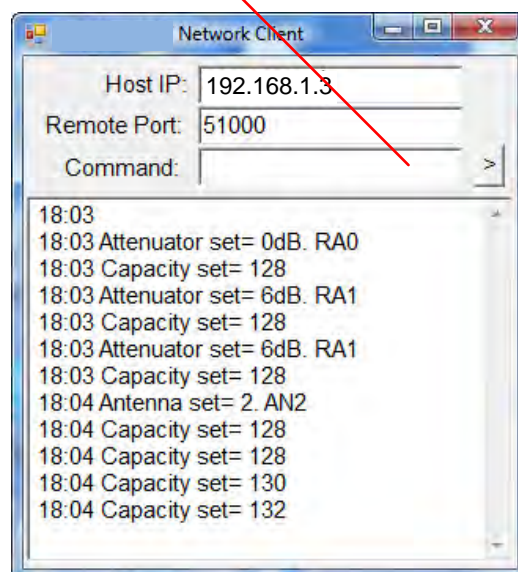 Network Client
Host IP: 192.168.1.3
Remote Port: 51000
Command: >
18:03
18:03 Attenuator set= 0dB. RA0
18:03 Capacity set= 128
18:03 Attenuator set= 6dB. RA1
18:03 Capacity set= 128
18:03 Attenuator set= 6dB. RA1
18:03 Capacity set= 128
18:04 Antenna set= 2. AN2
18:04 Capacity set= 128
18:04 Capacity set= 128
18:04 Capacity set= 130
18:04 Capacity set= 132